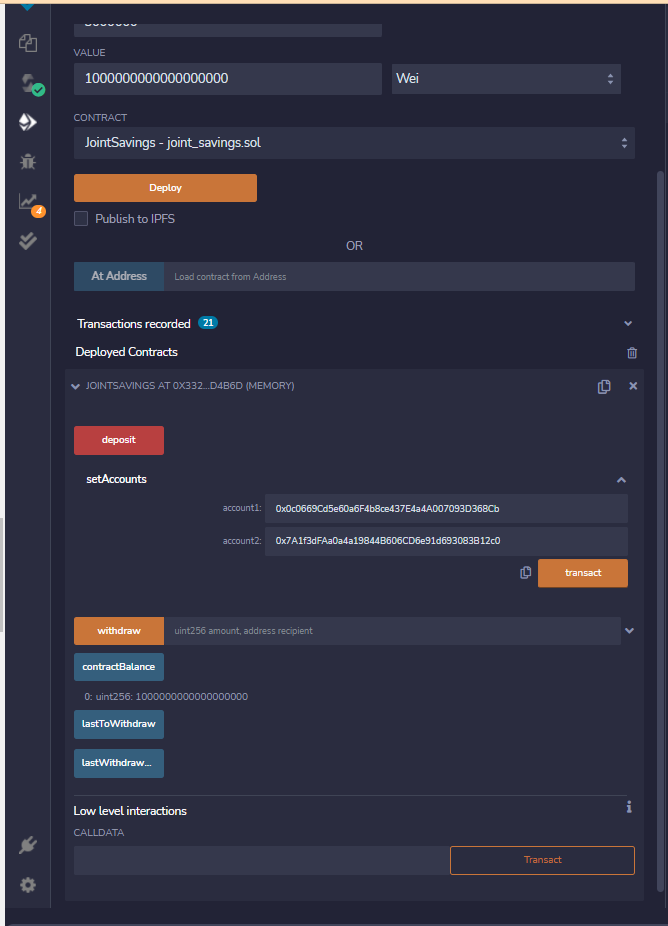 VALUE
1000000000000000000
Wei
CONTRACT
JointSavings - joint_savings.sol
Deploy
Publish to IPFS
4
OR
At Address
Load contract from Address
Transactions recorded 21
Deployed Contracts
JOINTSAVINGS AT 0X332...D4B6D (MEMORY)
deposit
setAccounts
account1: 0x0c0669Cd5e60a6F4b8ce437E4a4A007093D368Cb
account2: 0x7A1f3dFAa0a4a19844B606CD6e91d693083B12c0
transact
withdraw
uint256 amount, address recipient
contractBalance
0: uint256: 1000000000000000000
lastToWithdraw
lastWithdraw...
Low level interactions
CALLDATA
Transact